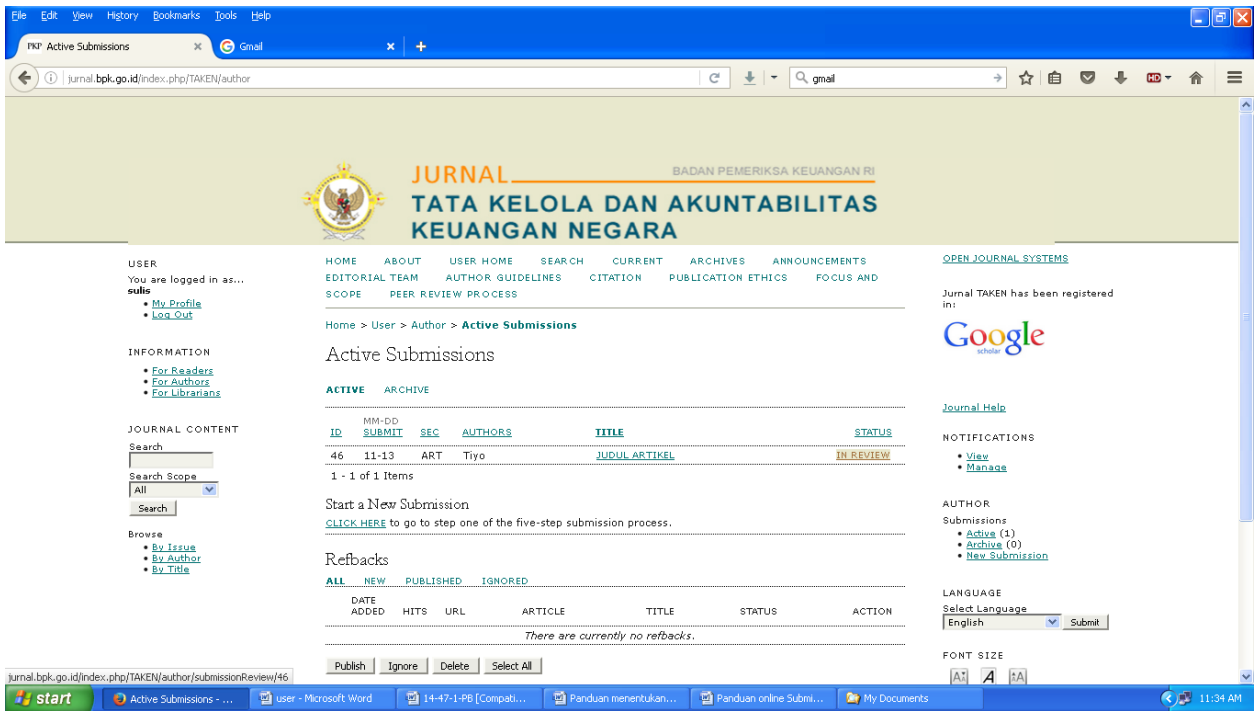 File Edit View History Bookmarks Tools Help
PKP Active Submissions × G Gmail × +
jurnal.bpk.go.id/index.php/TAKEN/author
gmail
HD
JURNAL
BADAN PEMERIKSA KEUANGAN RI
TATA KELOLA DAN AKUNTABILITAS
KEUANGAN NEGARA
USER
You are logged in as...
sulis
• My Profile
• Log Out
INFORMATION
• For Readers
• For Authors
• For Librarians
JOURNAL CONTENT
Search
Search Scope
All
Search
Browse
• By Issue
• By Author
• By Title
HOME ABOUT USER HOME SEARCH CURRENT ARCHIVES ANNOUNCEMENTS
EDITORIAL TEAM AUTHOR GUIDELINES CITATION PUBLICATION ETHICS FOCUS AND
SCOPE PEER REVIEW PROCESS
Home > User > Author > Active Submissions
Active Submissions
ACTIVE ARCHIVE
MM-DD
ID SUBMIT SEC AUTHORS TITLE STATUS
46 11-13 ART Tiyo JUDUL ARTIKEL IN REVIEW
1 - 1 of 1 Items
Start a New Submission
CLICK HERE to go to step one of the five-step submission process.
Refbacks
ALL NEW PUBLISHED IGNORED
DATE
ADDED HITS URL ARTICLE TITLE STATUS ACTION
There are currently no refbacks.
Publish Ignore Delete Select All
OPEN JOURNAL SYSTEMS
Jurnal TAKEN has been registered
in:
Google
scholar
Journal Help
NOTIFICATIONS
• View
• Manage
AUTHOR
Submissions
• Active (1)
• Archive (0)
• New Submission
LANGUAGE
Select Language
English Submit
FONT SIZE
A A A
jurnal.bpk.go.id/index.php/TAKEN/author/submissionReview/46
start Active Submissions - ... user - Microsoft Word 14-47-1-PB [Compati... Panduan menentukan... Panduan online Submi... My Documents 11:34 AM